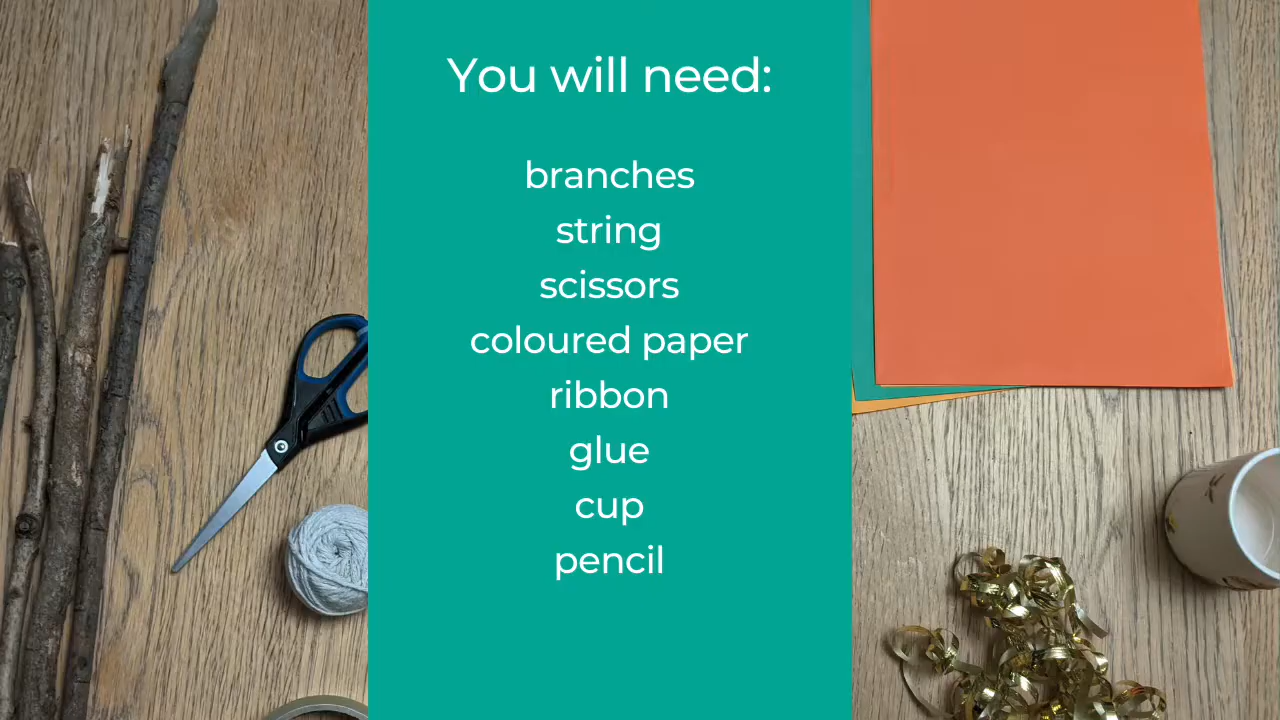 You will need:
branches
string
scissors
coloured paper
ribbon
glue
cup
pencil